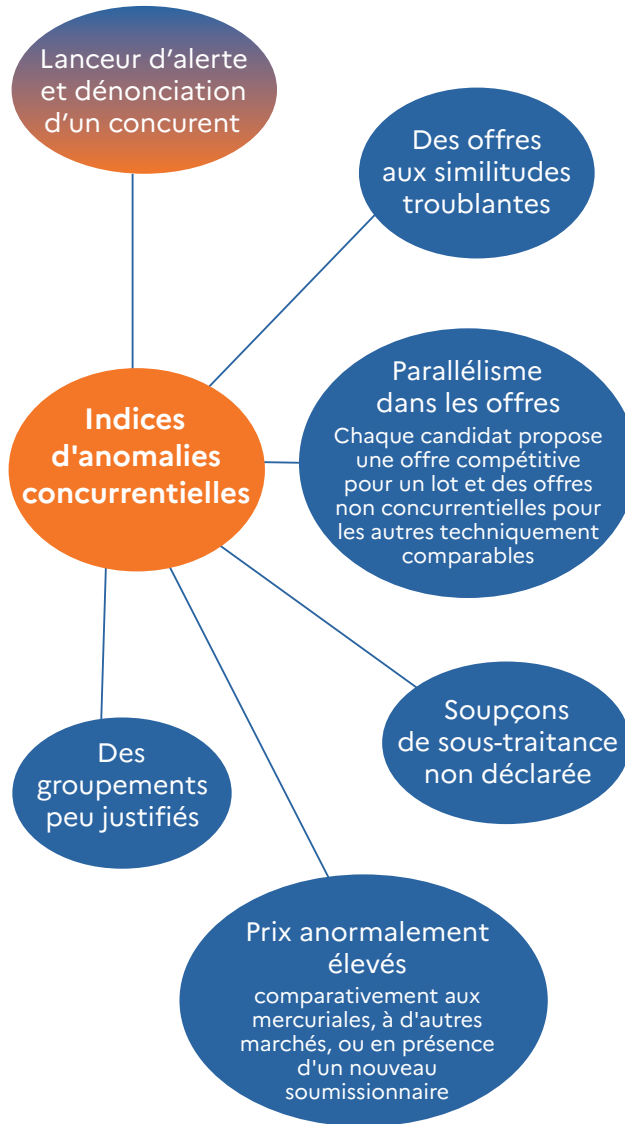 Lanceur d’alerte
et dénonciation
d’un concurent
Des offres
aux similitudes
troublantes
Indices
d'anomalies
concurrentielles
Parallélisme
dans les offres
Chaque candidat propose
une offre compétitive
pour un lot et des offres
non concurrentielles pour
les autres techniquement
comparables
Soupçons
de sous-traitance
non déclarée
Des
groupements
peu justifiés
Prix anormalement
élevés
comparativement aux
mercuriales, à d'autres
marchés, ou en présence
d'un nouveau
soumissionnaire